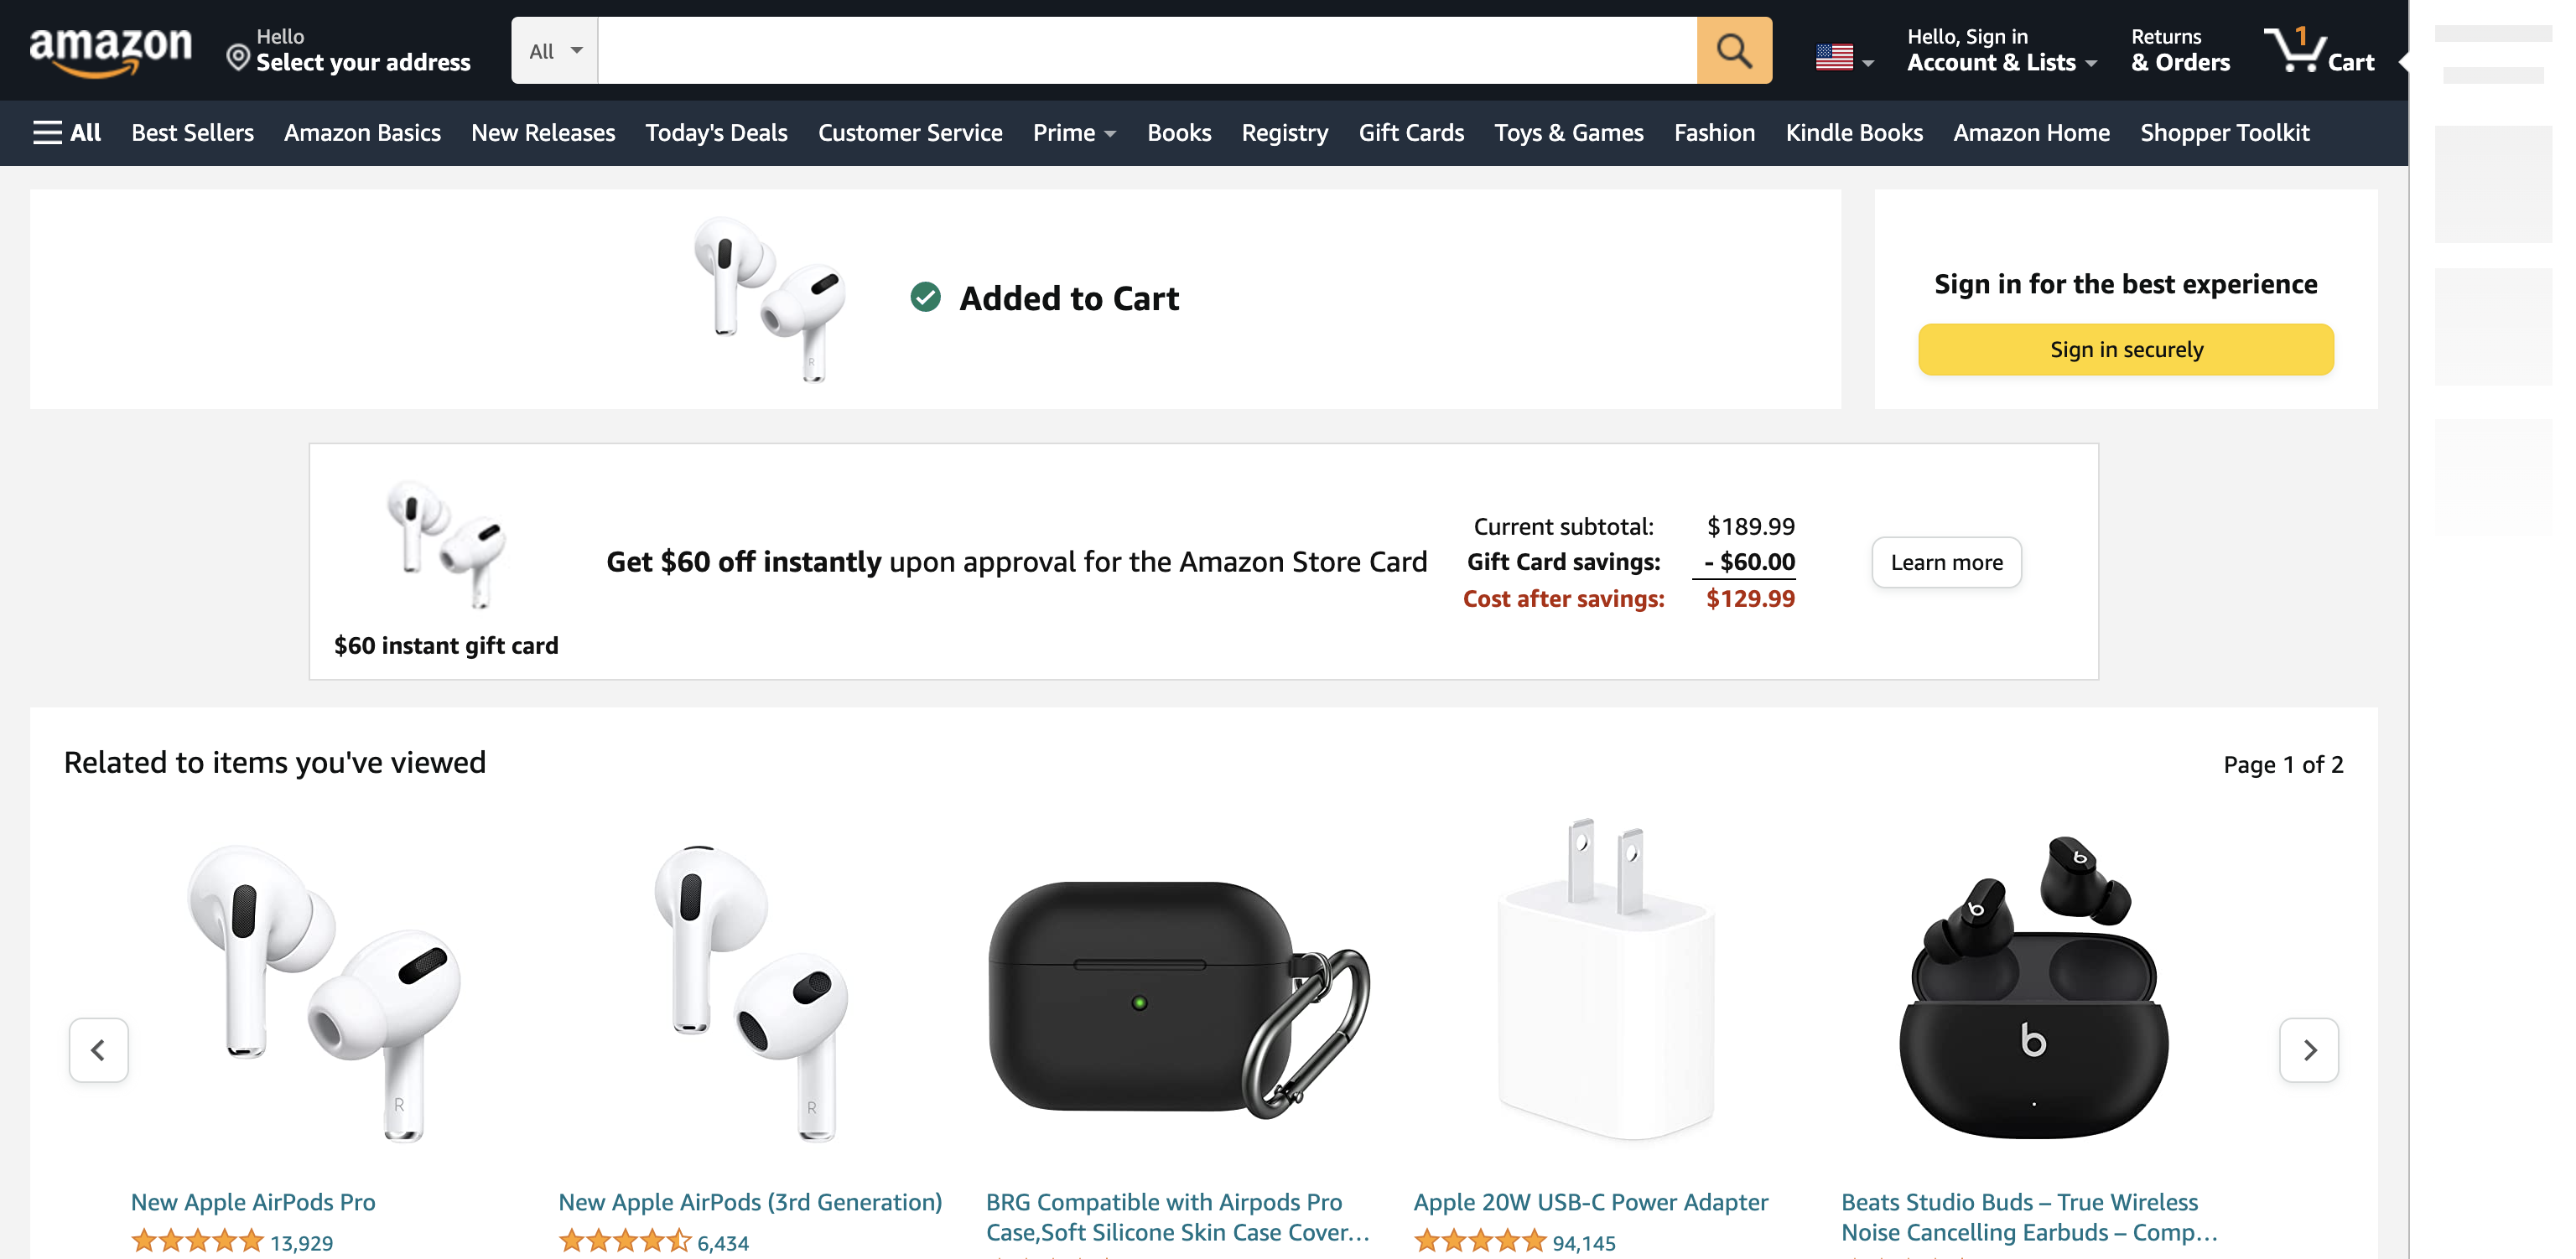 amazon
Hello
Select your address
All
Hello, Sign in
Account & Lists
Returns
& Orders
1
Cart
All
Best Sellers
Amazon Basics
New Releases
Today's Deals
Customer Service
Prime
Books
Registry
Gift Cards
Toys & Games
Fashion
Kindle Books
Amazon Home
Shopper Toolkit
R
Added to Cart
Sign in for the best experience
Sign in securely
$60 instant gift card
Get $60 off instantly upon approval for the Amazon Store Card
Current subtotal: $189.99
Gift Card savings: - $60.00
Cost after savings: $129.99
Learn more
Related to items you've viewed
Page 1 of 2
R
R
b
b
b
New Apple AirPods Pro
13,929
New Apple AirPods (3rd Generation)
6,434
BRG Compatible with Airpods Pro
Case,Soft Silicone Skin Case Cover...
Apple 20W USB-C Power Adapter
94,145
Beats Studio Buds – True Wireless
Noise Cancelling Earbuds – Comp...